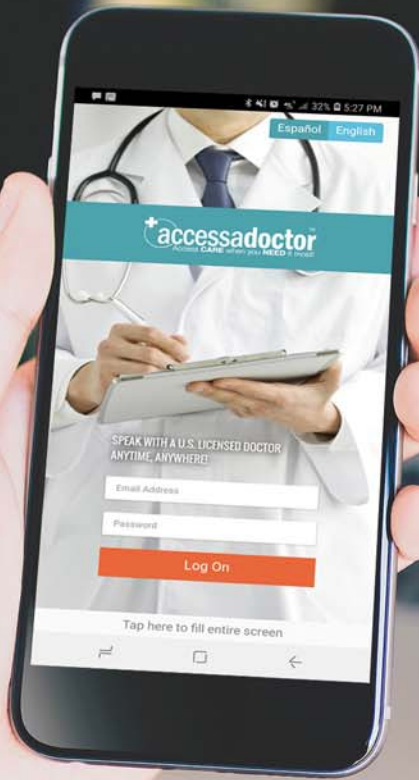 32% 5:27 PM
Español English
accessadoctor™
Access CARE when you NEED it most!
SPEAK WITH A U.S. LICENSED DOCTOR
ANYTIME, ANYWHERE!
Email Address
Password
Log On
Tap here to fill entire screen